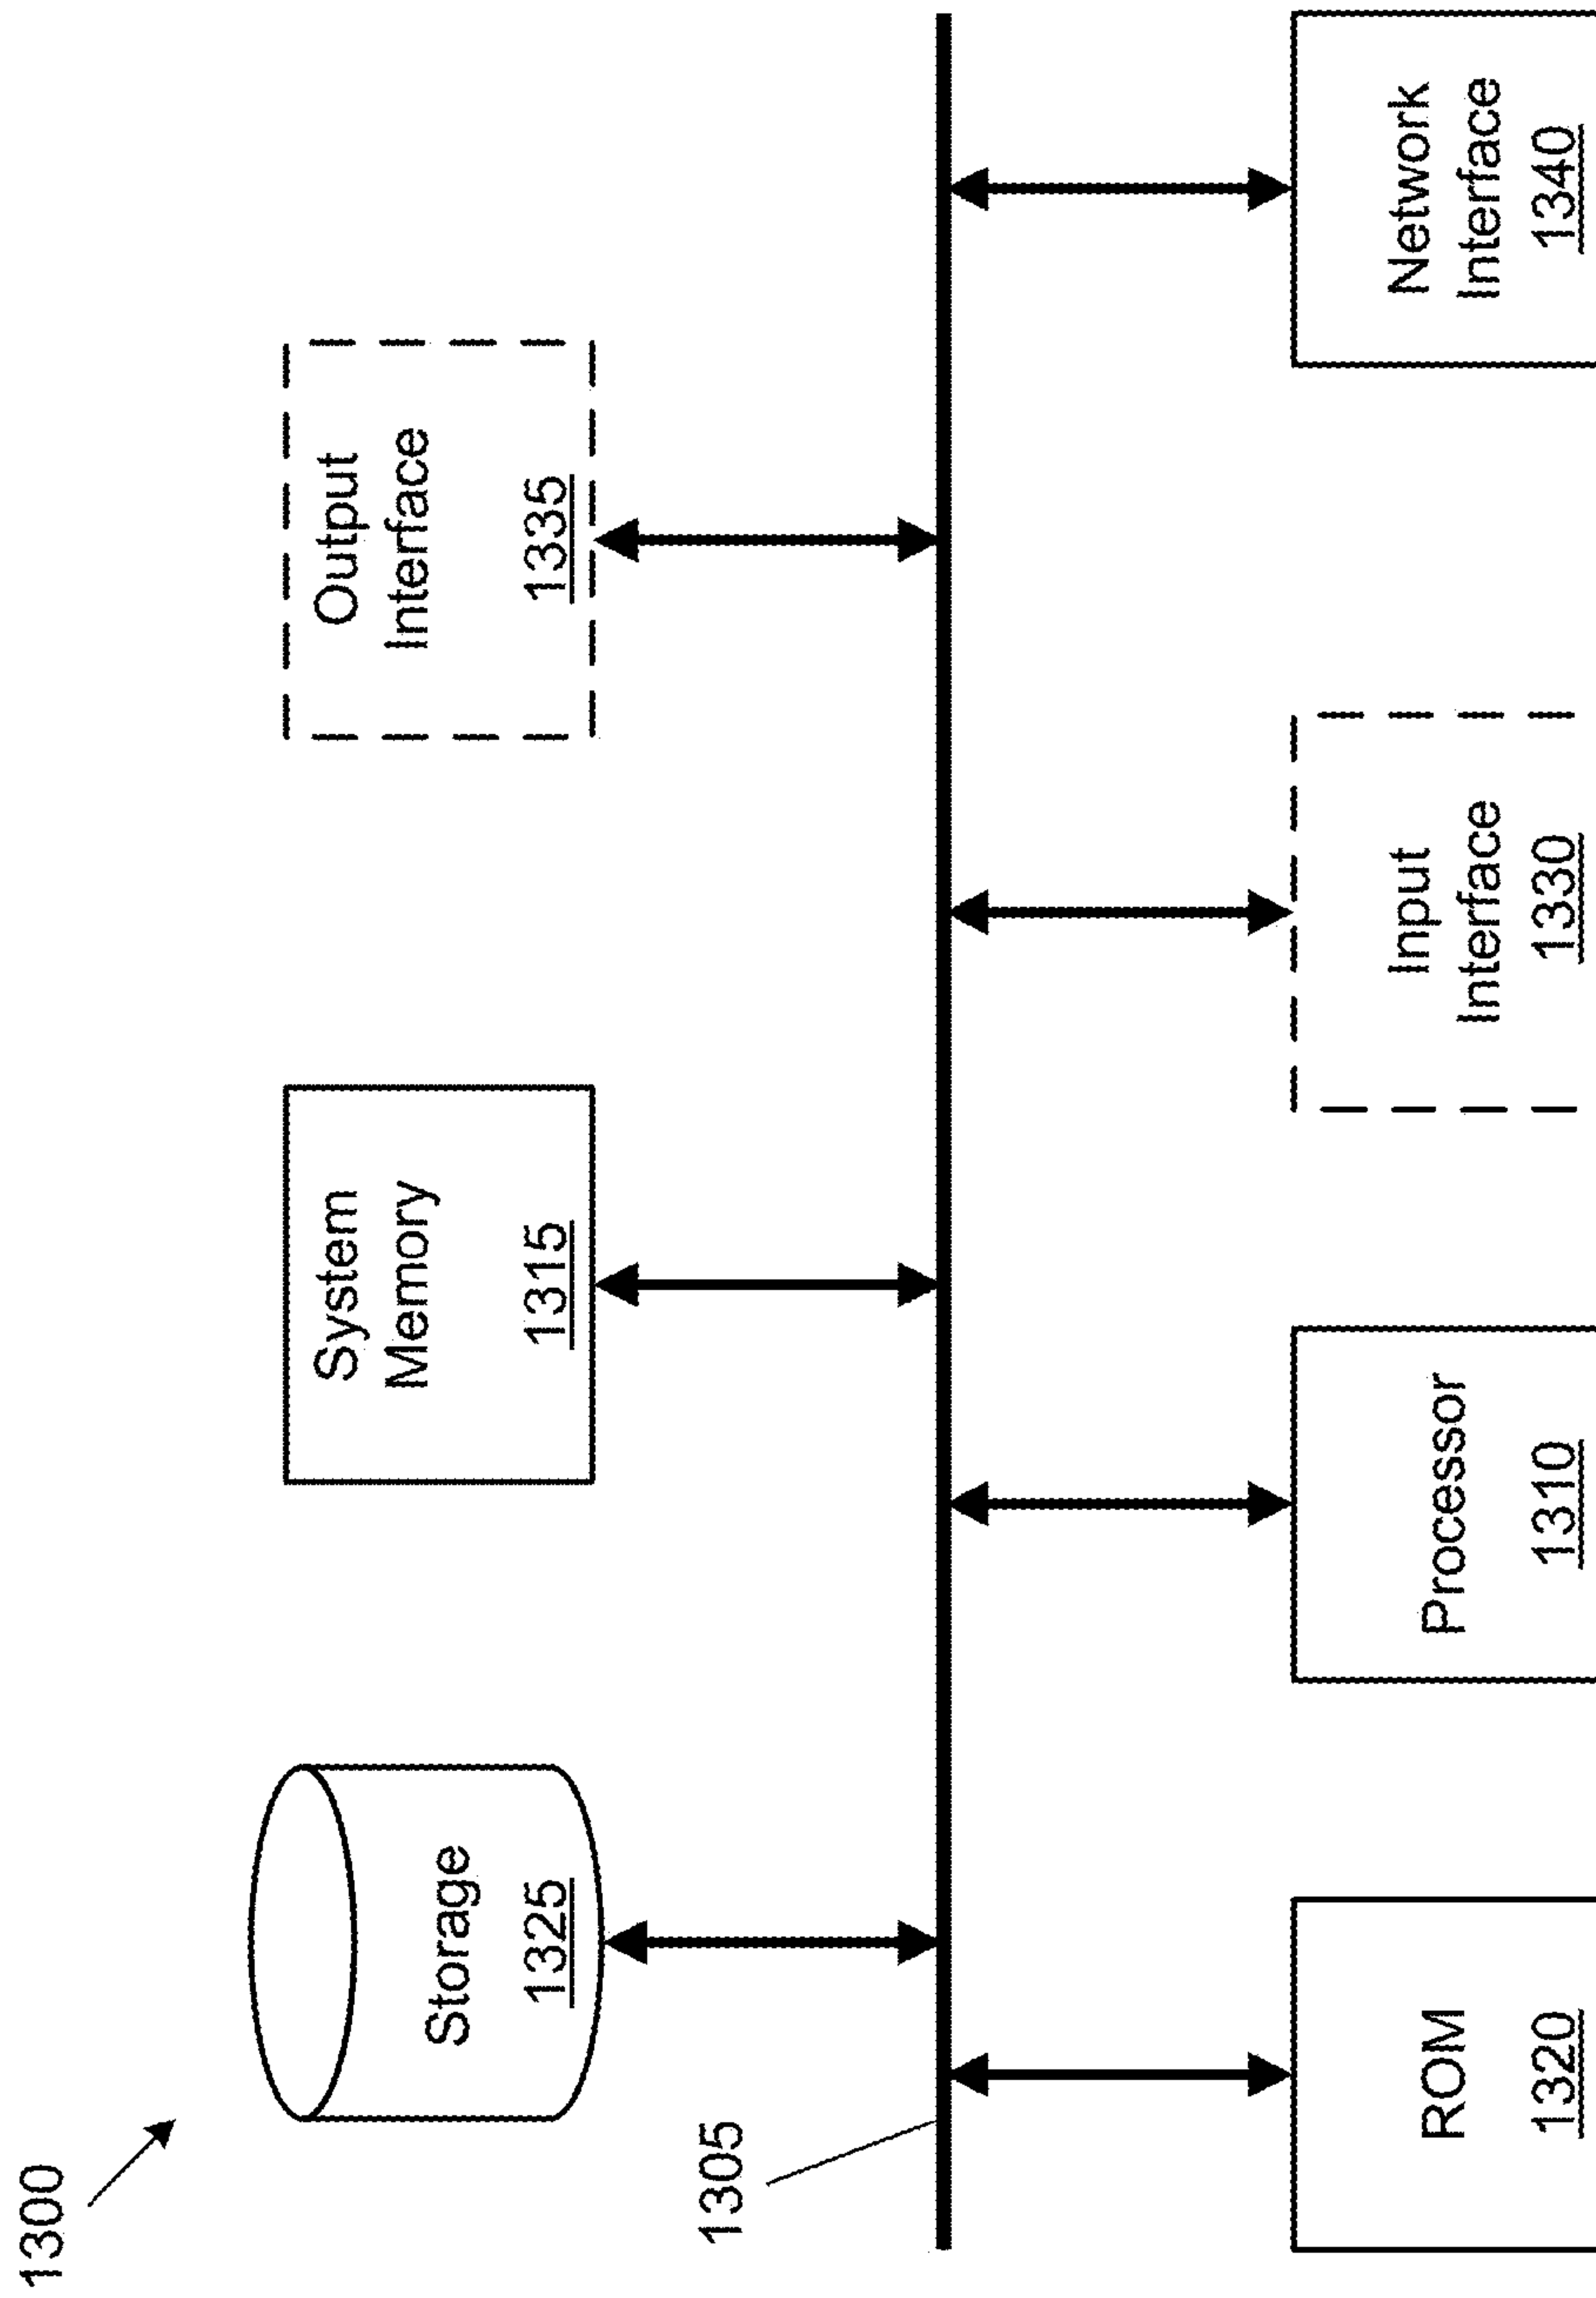 1300
Storage
1325
System
Memory
1315
Output
Interface
1335
1305
ROM
1320
Processor
1310
Input
Interface
1330
Network
Interface
1340